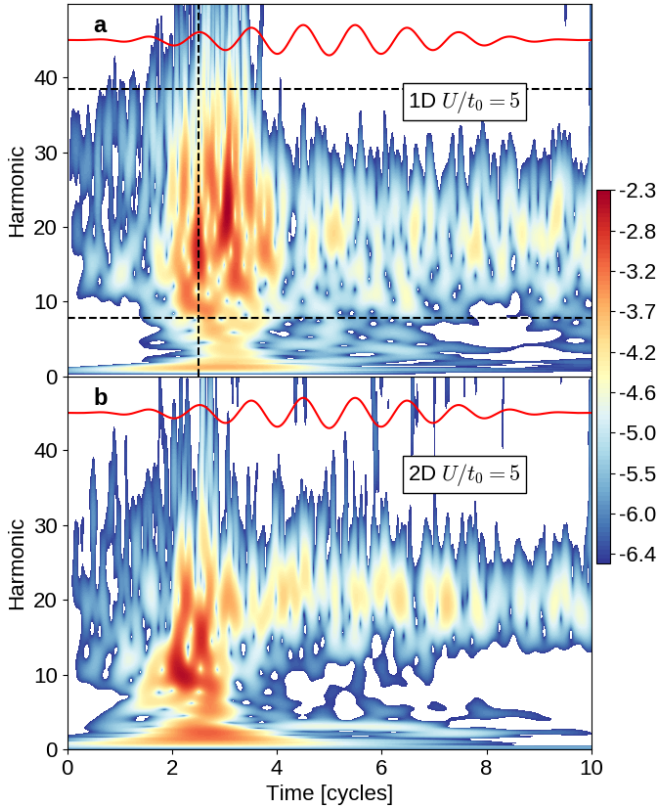 a
1D U/t₀ = 5
Harmonic
40
30
20
10
0
b
2D U/t₀ = 5
Harmonic
40
30
20
10
0
0 2 4 6 8 10
Time [cycles]
-2.3
-2.8
-3.2
-3.7
-4.2
-4.6
-5.0
-5.5
-6.0
-6.4